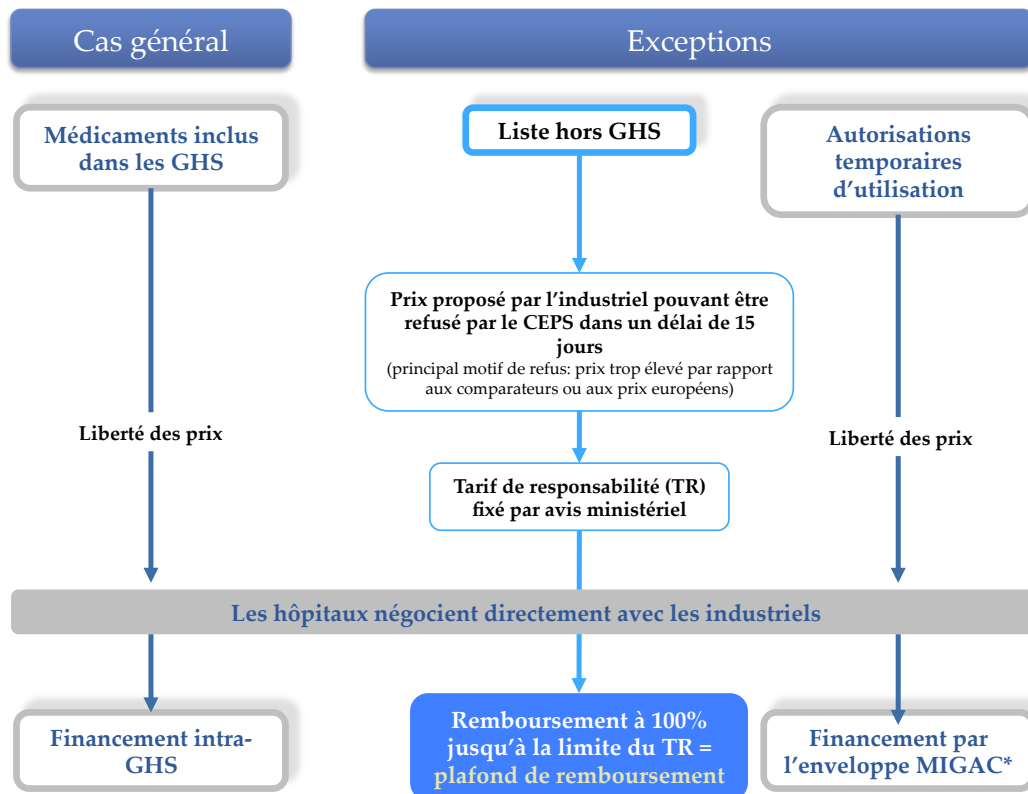 Cas général
Exceptions
Médicaments inclus
dans les GHS
Liste hors GHS
Autorisations
temporaires
d’utilisation
Prix proposé par l’industriel pouvant être
refusé par le CEPS dans un délai de 15
jours
(principal motif de refus: prix trop élevé par rapport
aux comparateurs ou aux prix européens)
Liberté des prix
Liberté des prix
Tarif de responsabilité (TR)
fixé par avis ministériel
Les hôpitaux négocient directement avec les industriels
Financement intra-
GHS
Remboursement à 100%
jusqu’à la limite du TR =
plafond de remboursement
Financement par
l’enveloppe MIGAC*